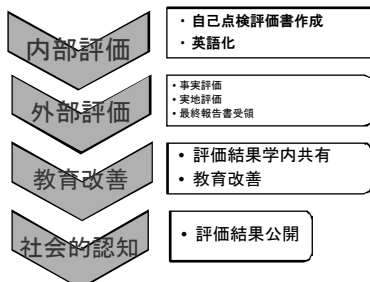 内部評価
・自己点検評価書作成
・英語化
外部評価
・事実評価
・実地評価
・最終報告書受領
教育改善
・評価結果学内共有
・教育改善
社会的認知
・評価結果公開